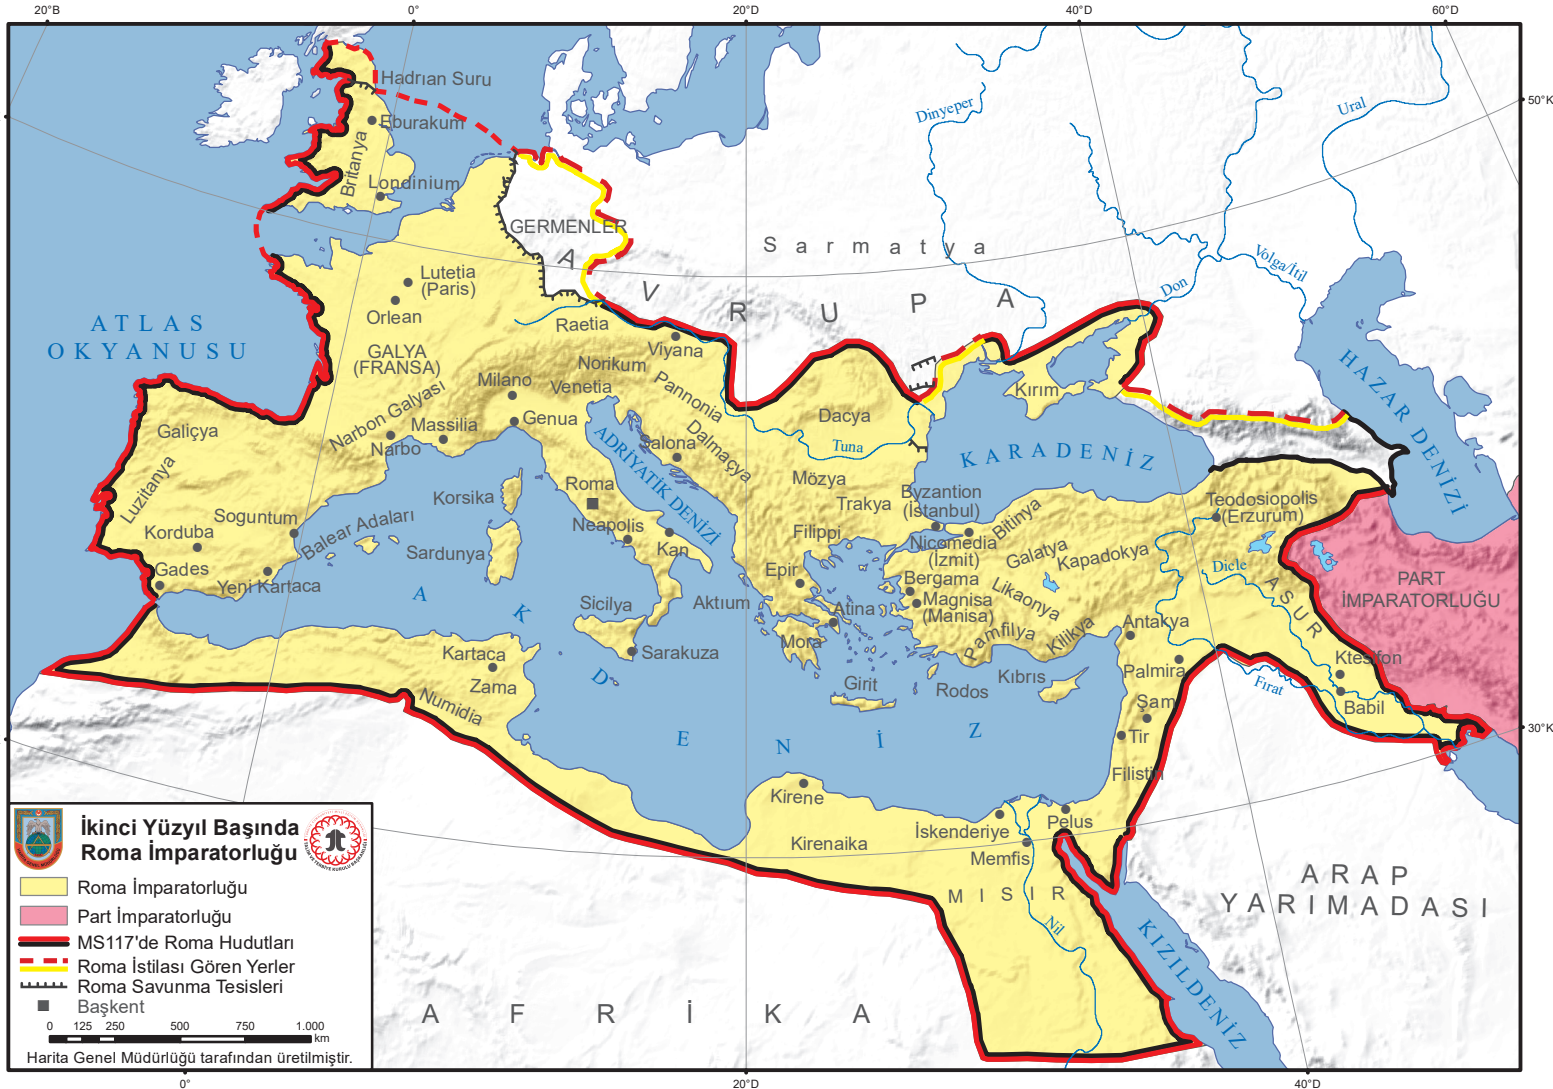 20°B
0°
20°D
40°D
60°D
50°K
30°K
0°
20°D
40°D
Hadrıan Suru
Eburakum
Britanya
Londinium
Dinyeper
Ural
GERMENLER
Sarmatya
Volga/İtil
Don
AVRUPA
ATLAS
OKYANUSU
Lutetia
(Paris)
Orlean
GALYA
(FRANSA)
Raetia
Viyana
Norikum
Milano
Venetia
Pannonia
Genua
Narbon Galyası
Massilia
Narbo
Dalmaçya
Salona
ADRİYATİK DENİZİ
Dacya
Tuna
Kırım
HAZAR DENİZİ
KARADENİZ
Galiçya
Luzitanya
Korduba
Soguntum
Gades
Yeni Kartaca
Balear Adaları
Korsika
Sardunya
Roma
Neapolis
Kan
Mözya
Trakya
Filippi
Byzantion
(İstanbul)
Nicomedia
(İzmit)
Bitinya
Galatya
Kapadokya
Teodosiopolis
(Erzurum)
Dicle
ASUR
PART
İMPARATORLUĞU
Epir
Aktıum
Atina
Mora
Bergama
Magnisa
(Manisa)
Likaonya
Pamfilya
Kilikya
Antakya
Sicilya
Sarakuza
Kartaca
Zama
Numidia
AKDENİZ
Girit
Rodos
Kıbrıs
Palmira
Şam
Tir
Filistin
Fırat
Ktesifon
Babil
Kirene
Kirenaika
İskenderiye
Memfis
Pelus
MISIR
Nil
KIZILDENİZ
ARAP
YARIMADASI
AFRİKA
İkinci Yüzyıl Başında
Roma İmparatorluğu
Roma İmparatorluğu
Part İmparatorluğu
MS117'de Roma Hudutları
Roma İstilası Gören Yerler
Roma Savunma Tesisleri
Başkent
0 125 250 500 750 1.000
km
Harita Genel Müdürlüğü tarafından üretilmiştir.